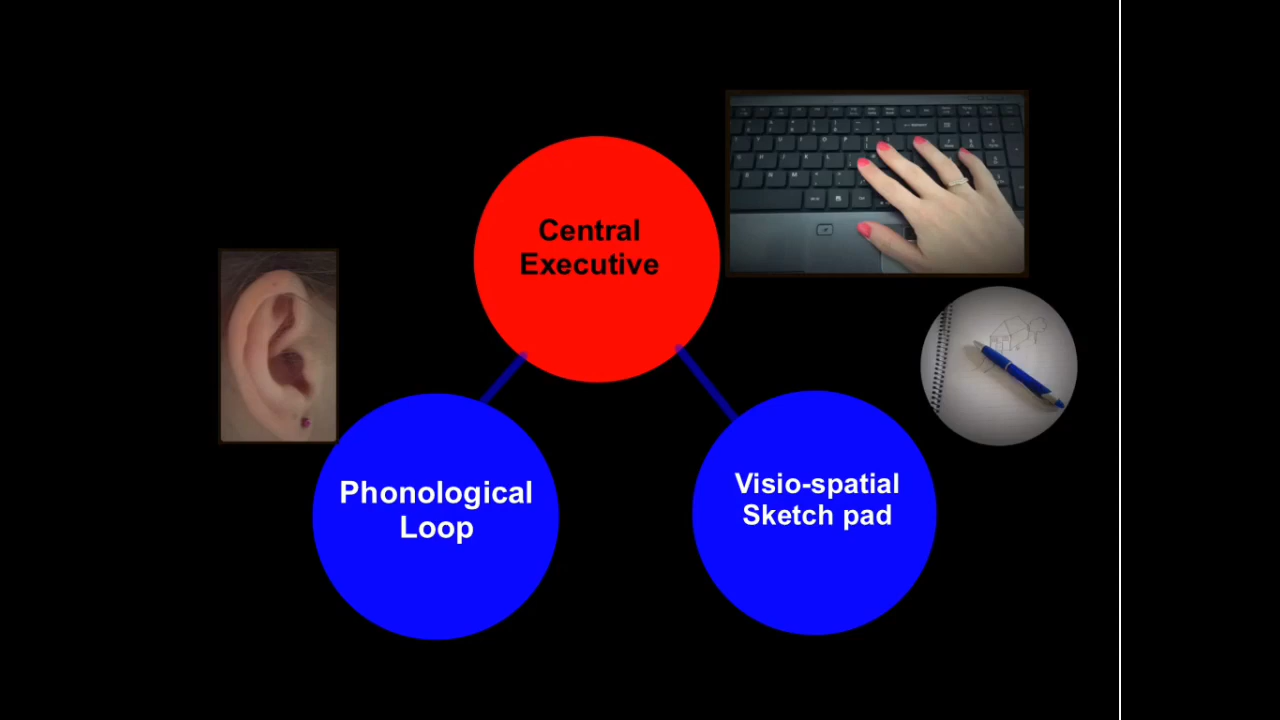 Central
Executive
Phonological
Loop
Visio-spatial
Sketch pad